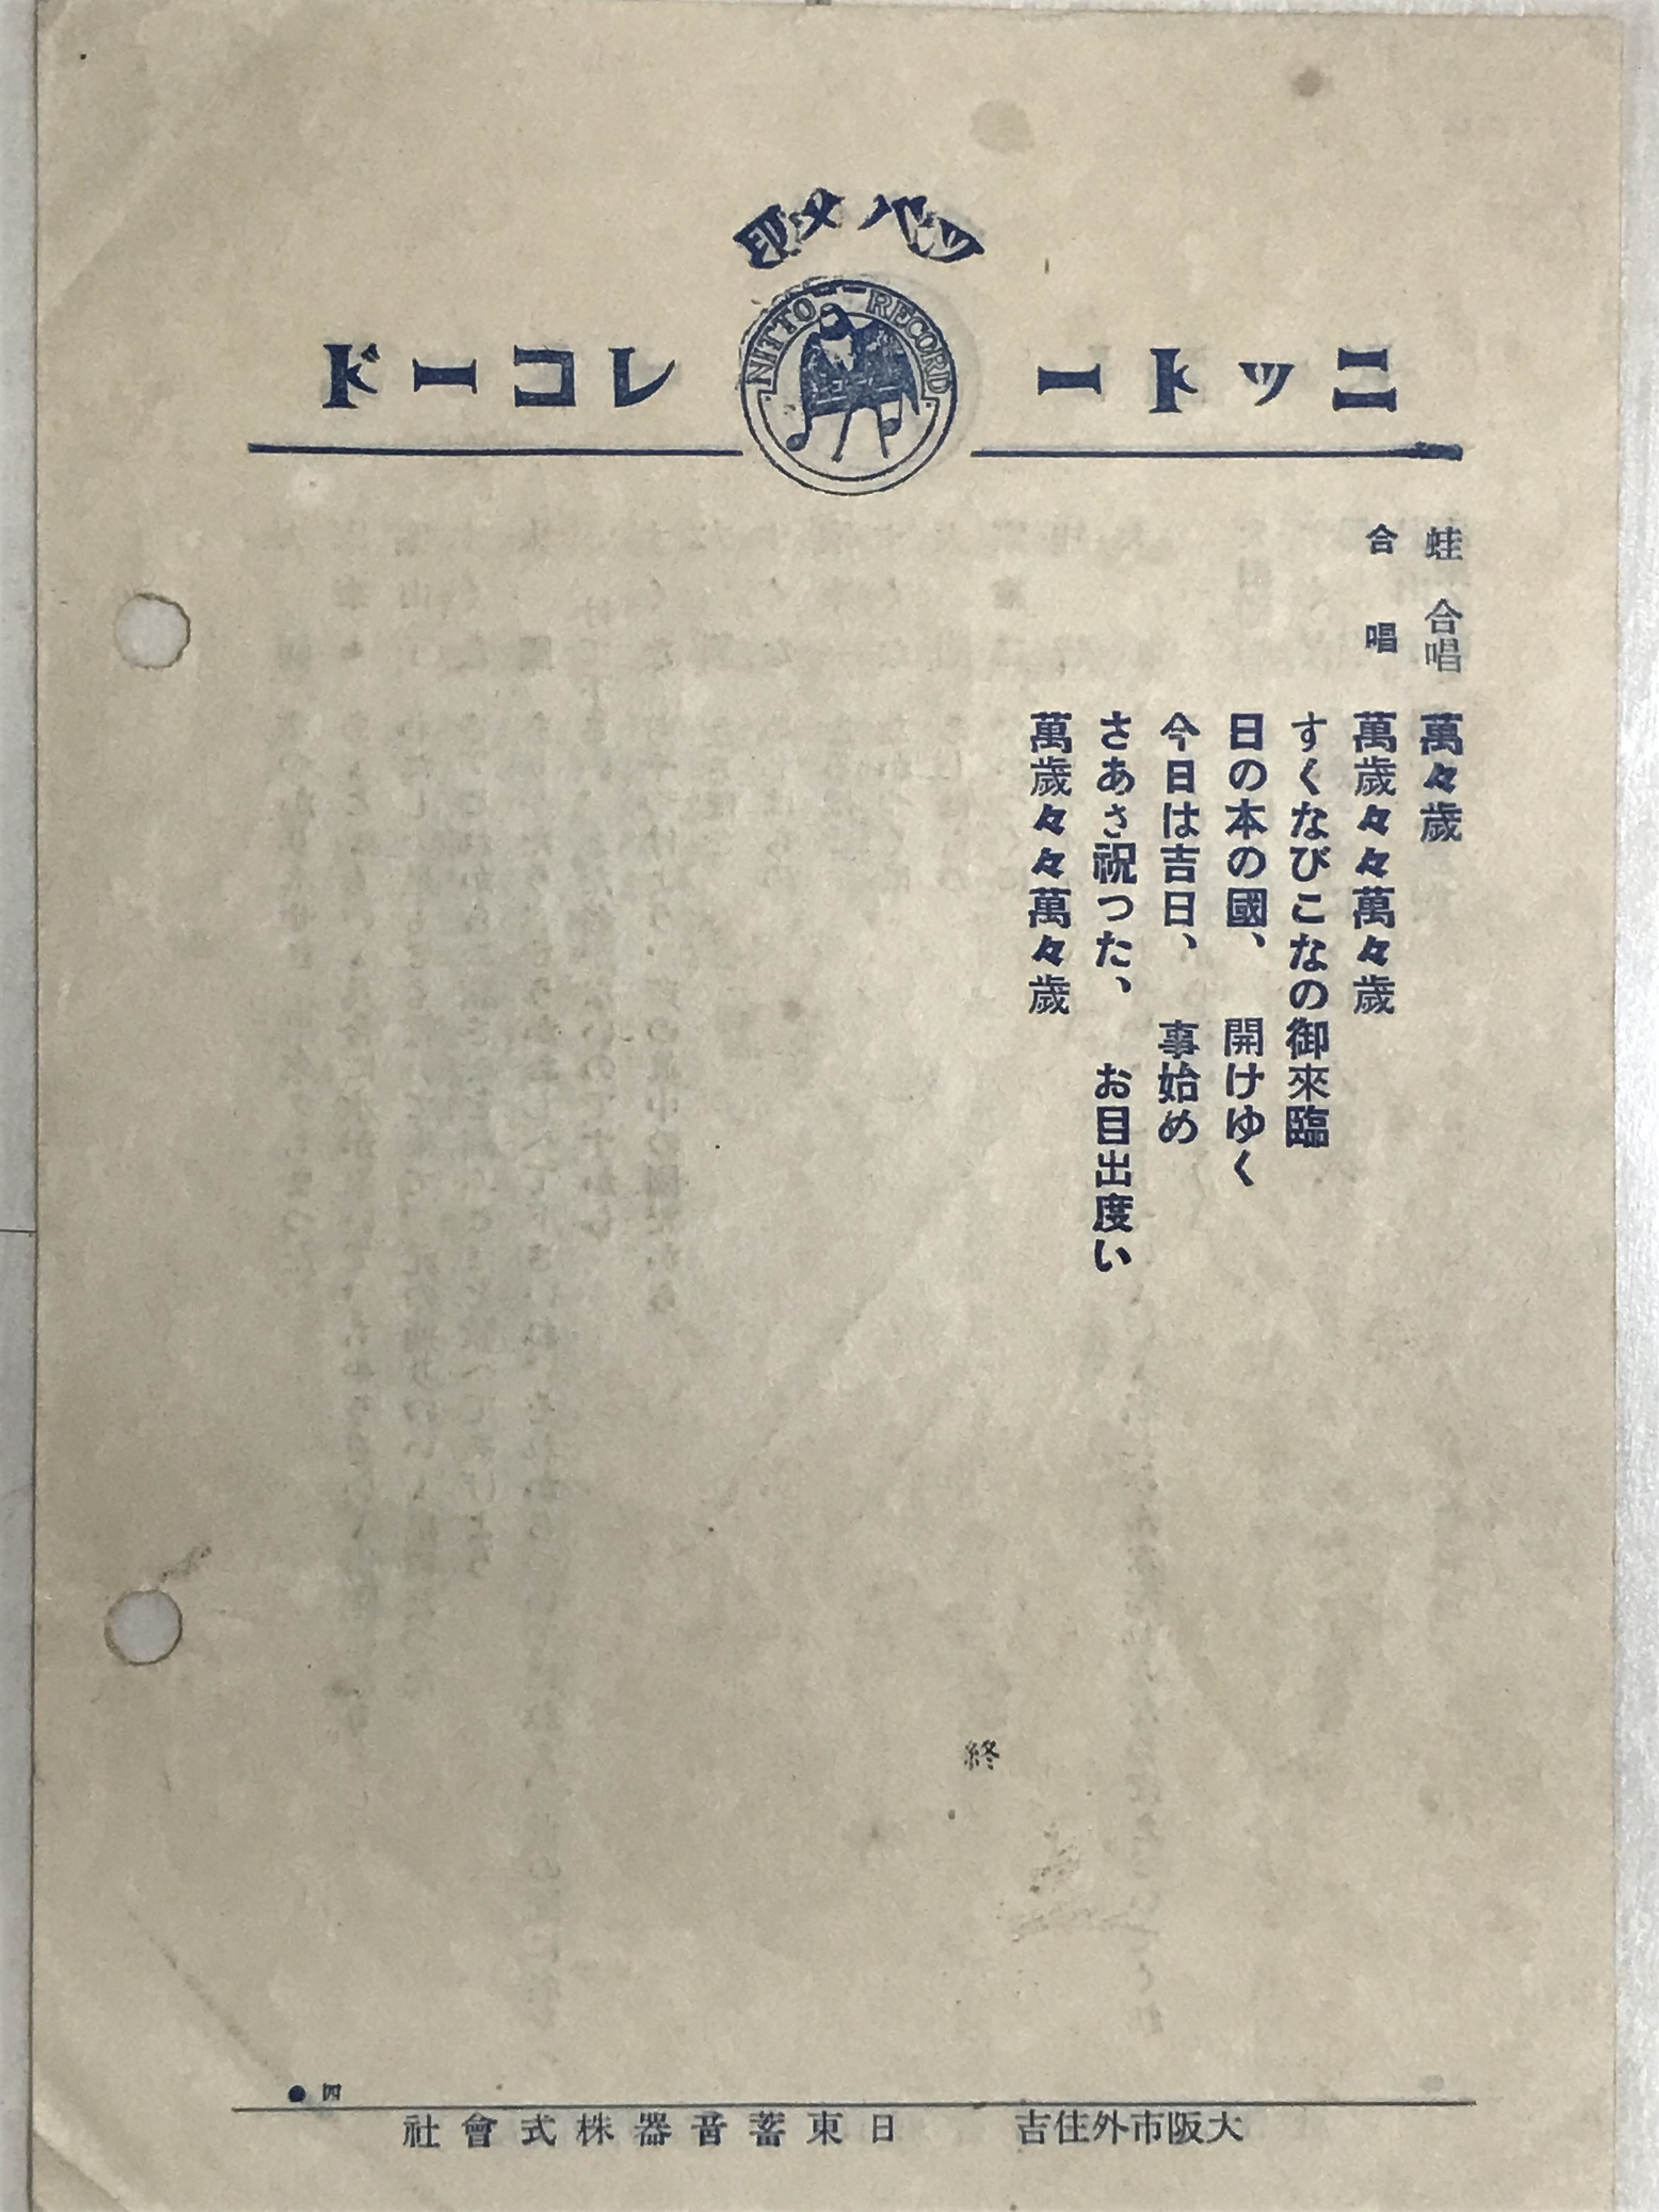 ツバメ印
NITTO RECORD
ニットーレコード
蛙 合唱 萬々歳
合唱 萬歳々々萬々歳
すくなびこなの御來臨
日の本の國、 開けゆく
今日は吉日、 事始め
さあさ祝つた、 お目出度い
萬歳々々萬々歳
終
● 四
大阪市外住吉 日東蓄音器株式會社